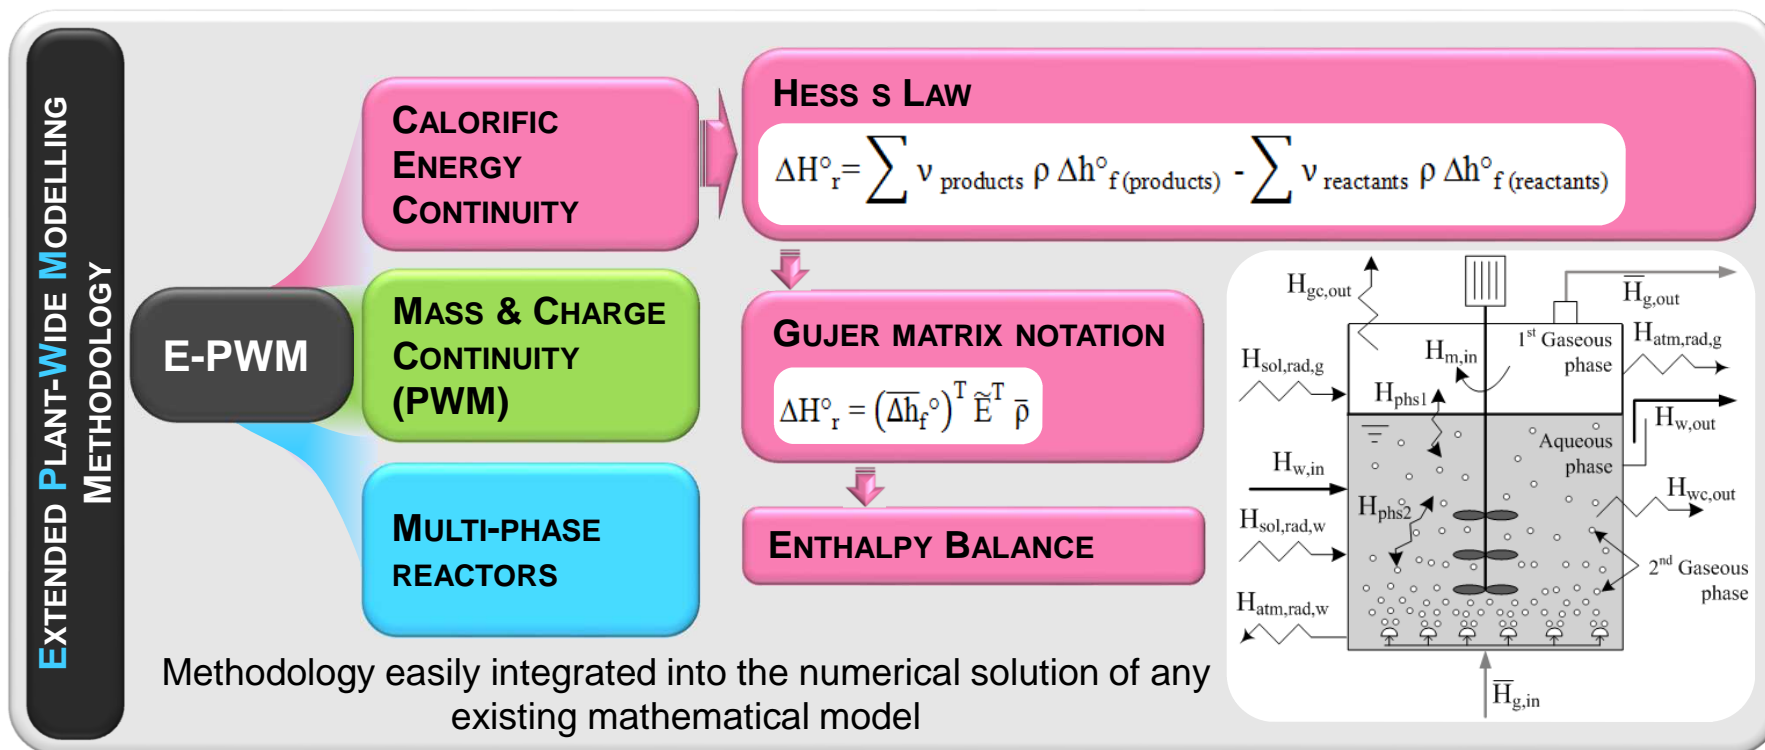 EXTENDED PLANT-WIDE MODELLING
METHODOLOGY
E-PWM
CALORIFIC
ENERGY
CONTINUITY
MASS & CHARGE
CONTINUITY
(PWM)
MULTI-PHASE
REACTORS
HESS S LAW
ΔH°r= ∑ ν products ρ Δh°f (products) - ∑ ν reactants ρ Δh°f (reactants)
GUJER MATRIX NOTATION
ΔH°r = (Δ̅h̅f°)^T Ẽ^T ρ̅
ENTHALPY BALANCE
Hgc,out
H̅g,out
1st Gaseous
phase
Hm,in
Hatm,rad,g
Hsol,rad,g
Hphs1
Hw,out
Aqueous
phase
Hw,in
Hwc,out
Hphs2
Hsol,rad,w
2nd Gaseous
phase
Hatm,rad,w
H̅g,in
Methodology easily integrated into the numerical solution of any
existing mathematical model